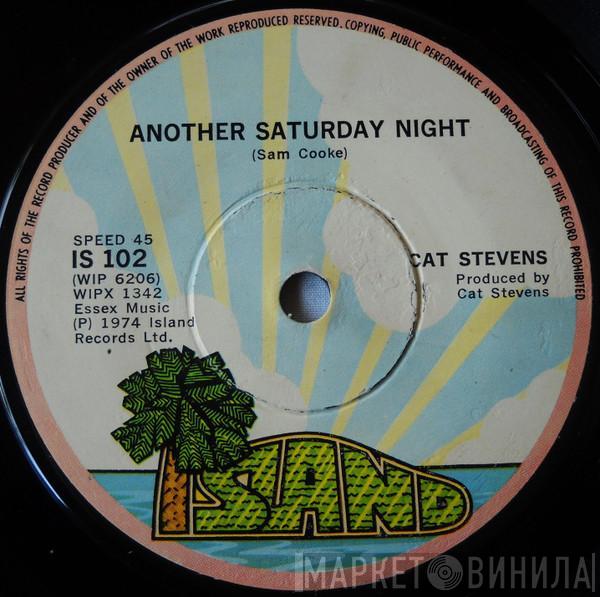 ALL RIGHTS OF THE RECORD PRODUCER AND OF THE OWNER OF THE WORK REPRODUCED RESERVED. COPYING, PUBLIC PERFORMANCE AND BROADCASTING OF THIS RECORD PROHIBITED
ANOTHER SATURDAY NIGHT
(Sam Cooke)
SPEED 45
IS 102
(WIP 6206)
WIPX 1342
Essex Music
(P) 1974 Island
Records Ltd.
CAT STEVENS
Produced by
Cat Stevens
ISLAND
МАРКЕТ ВИНИЛА